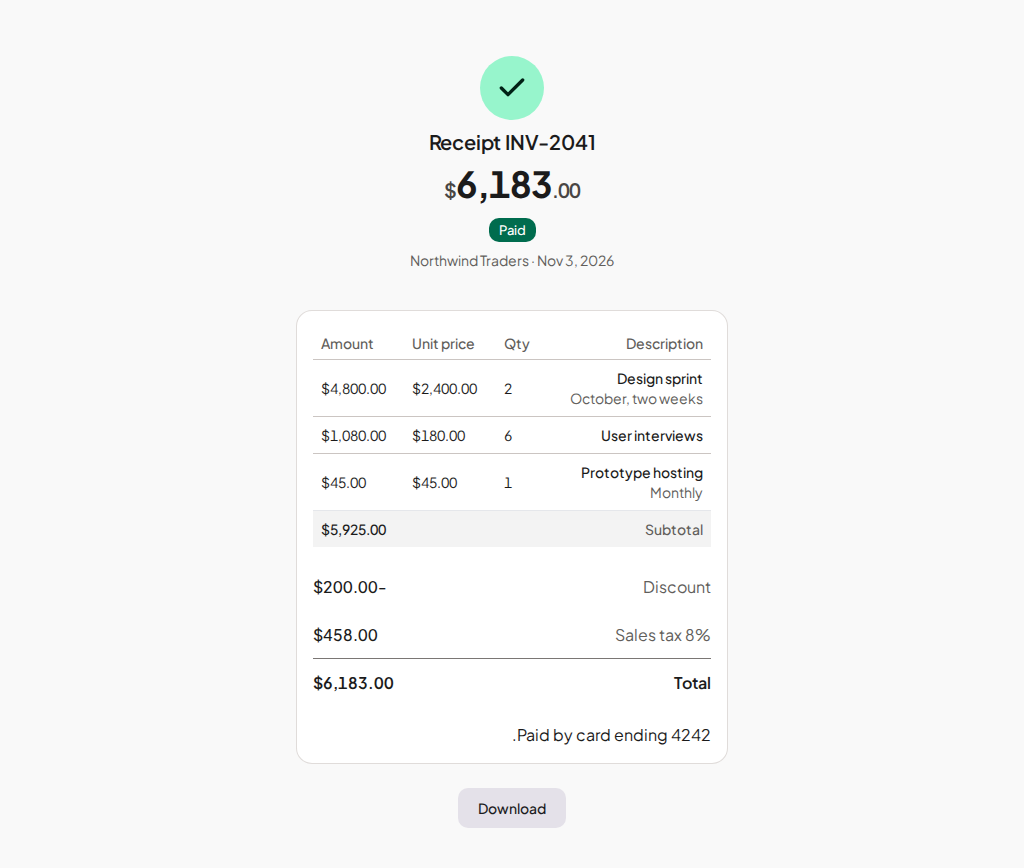 Receipt INV-2041
$6,183.00
Paid
Northwind Traders · Nov 3, 2026
Amount Unit price Qty Description
$4,800.00 $2,400.00 2 Design sprint
October, two weeks
$1,080.00 $180.00 6 User interviews
$45.00 $45.00 1 Prototype hosting
Monthly
$5,925.00 Subtotal
$200.00- Discount
$458.00 Sales tax 8%
$6,183.00 Total
.Paid by card ending 4242
Download